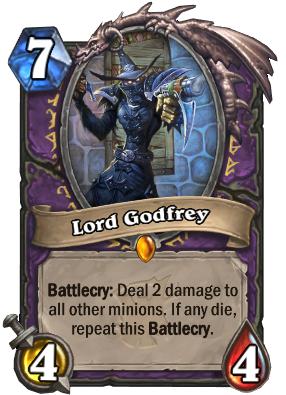 7
Lord Godfrey
Battlecry: Deal 2 damage to
all other minions. If any die,
repeat this Battlecry.
4
4